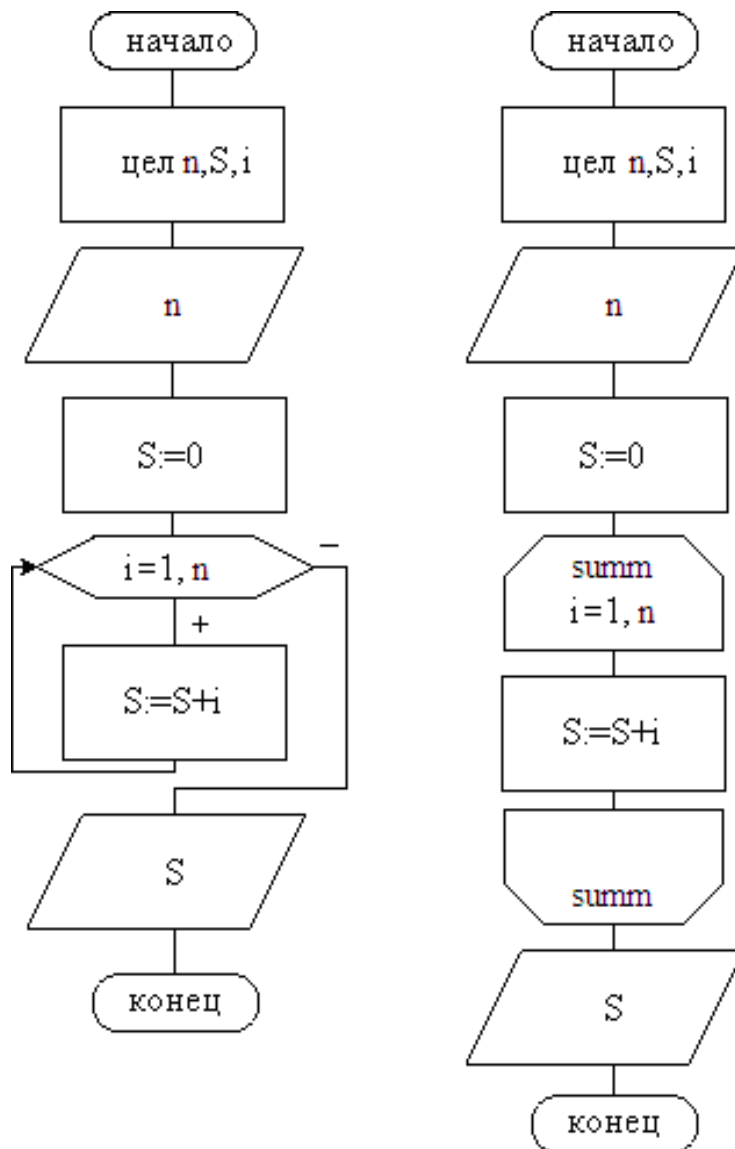 начало
цел n,S,i
n
S:=0
i=1, n
–
+
S:=S+i
S
конец
начало
цел n,S,i
n
S:=0
summ
i=1, n
S:=S+i
summ
S
конец